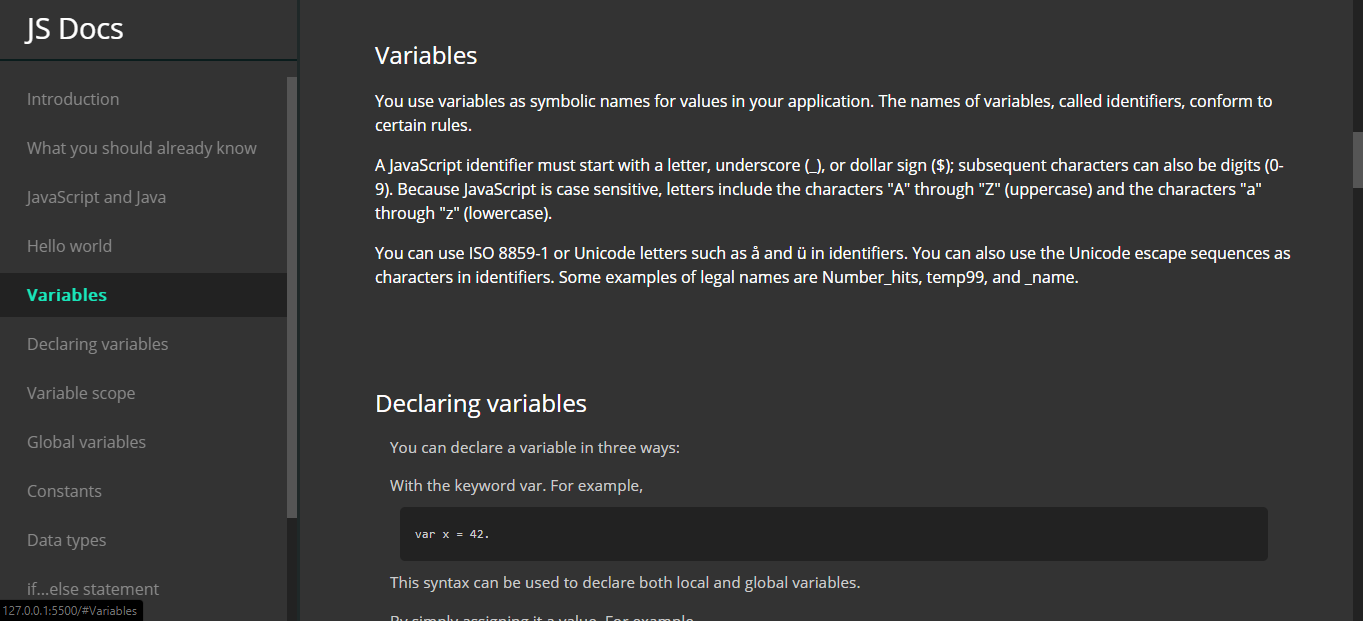 JS Docs
Introduction
What you should already know
JavaScript and Java
Hello world
Variables
Declaring variables
Variable scope
Global variables
Constants
Data types
if...else statement
127.0.0.1:5500/#Variables
Variables
You use variables as symbolic names for values in your application. The names of variables, called identifiers, conform to
certain rules.
A JavaScript identifier must start with a letter, underscore (_), or dollar sign ($); subsequent characters can also be digits (0-
9). Because JavaScript is case sensitive, letters include the characters "A" through "Z" (uppercase) and the characters "a"
through "z" (lowercase).
You can use ISO 8859-1 or Unicode letters such as å and ü in identifiers. You can also use the Unicode escape sequences as
characters in identifiers. Some examples of legal names are Number_hits, temp99, and _name.
Declaring variables
You can declare a variable in three ways:
With the keyword var. For example,
var x = 42.
This syntax can be used to declare both local and global variables.
By simply assigning it a value. For example